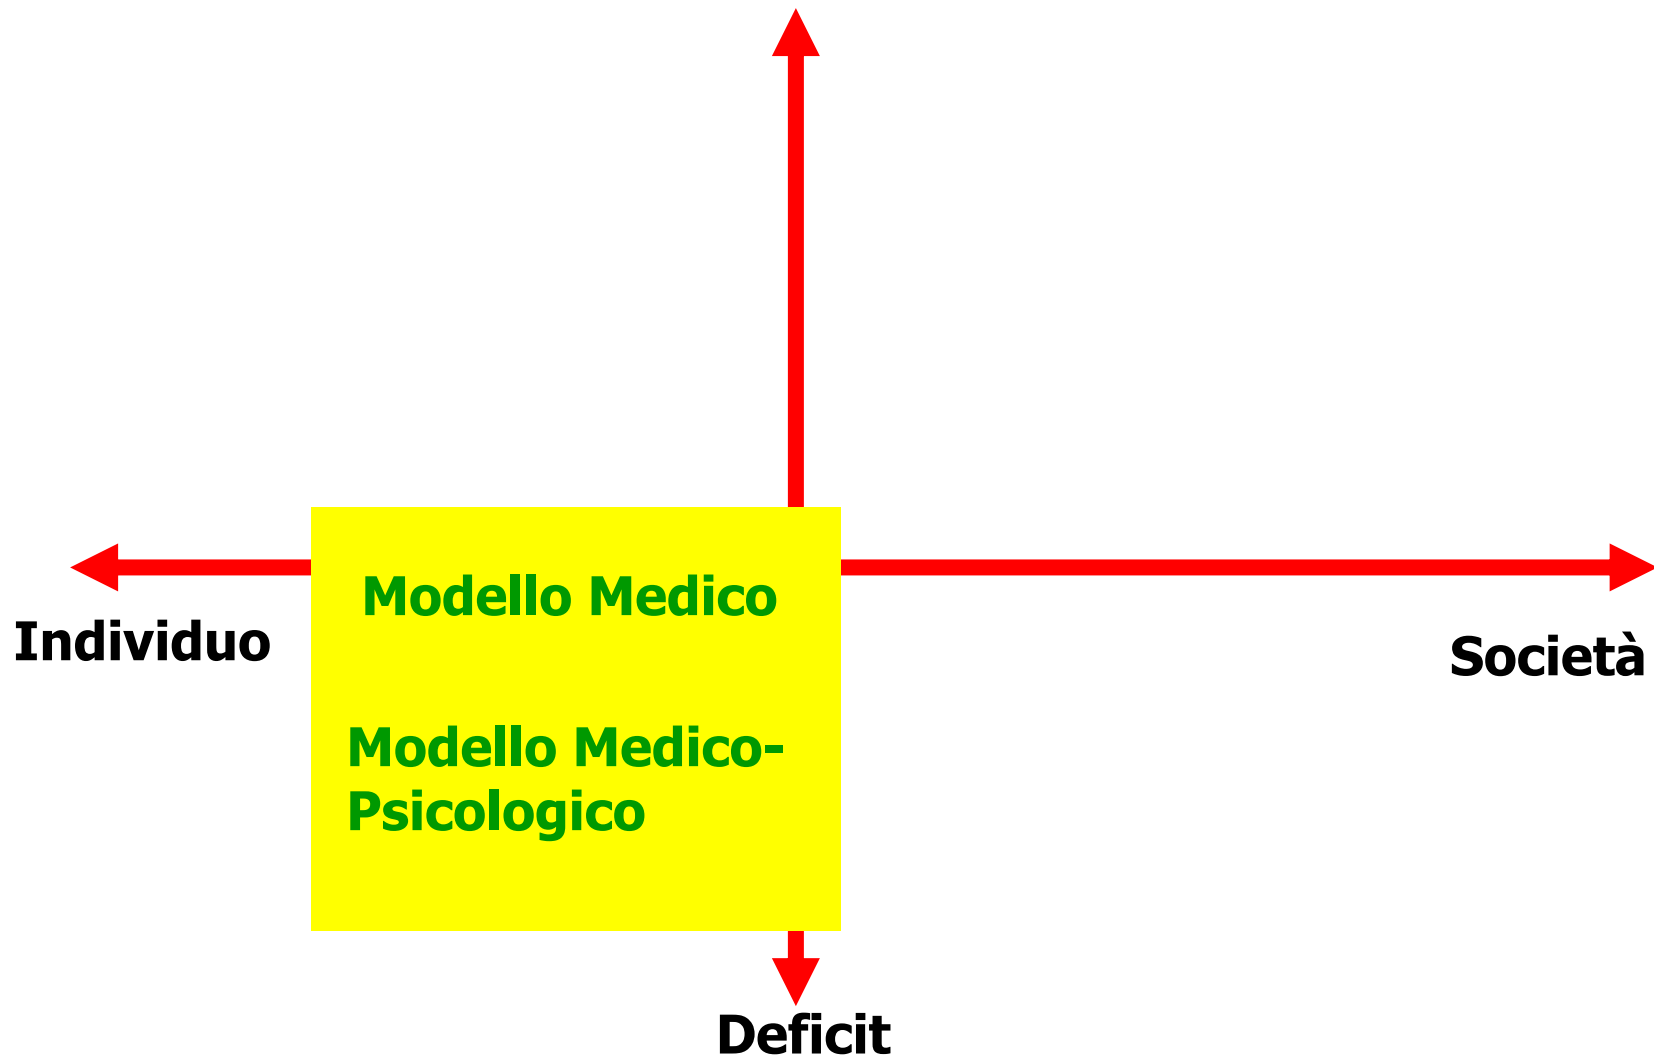 Modello Medico
Individuo
Società
Modello Medico-
Psicologico
Deficit